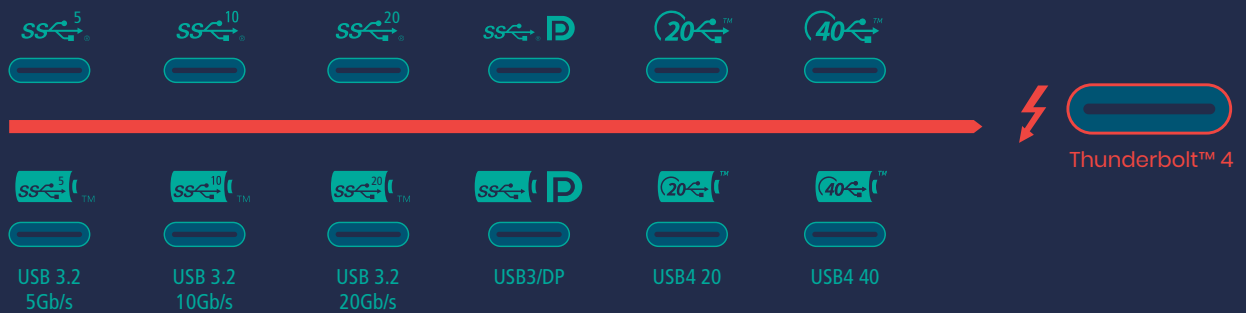 SS 5 ®
SS 10 ®
SS 20 ®
SS ® D
20 ™
40 ™
Thunderbolt™ 4
SS 5 TM
SS 10 TM
SS 20 TM
SS D
20 ™
40 ™
USB 3.2
5Gb/s
USB 3.2
10Gb/s
USB 3.2
20Gb/s
USB3/DP
USB4 20
USB4 40